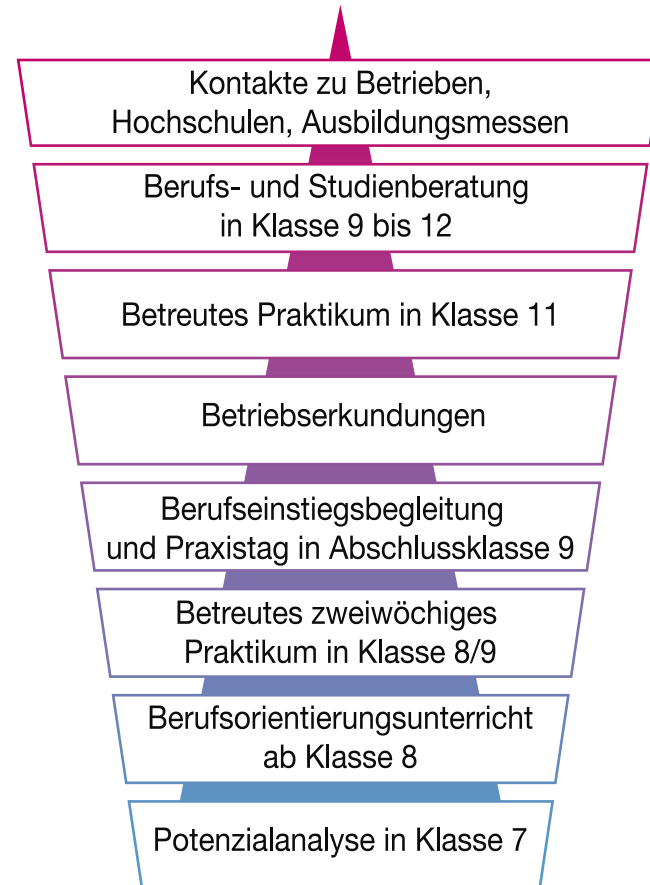 Kontakte zu Betrieben,
Hochschulen, Ausbildungsmessen
Berufs- und Studienberatung
in Klasse 9 bis 12
Betreutes Praktikum in Klasse 11
Betriebserkundungen
Berufseinstiegsbegleitung
und Praxistag in Abschlussklasse 9
Betreutes zweiwöchiges
Praktikum in Klasse 8/9
Berufsorientierungsunterricht
ab Klasse 8
Potenzialanalyse in Klasse 7